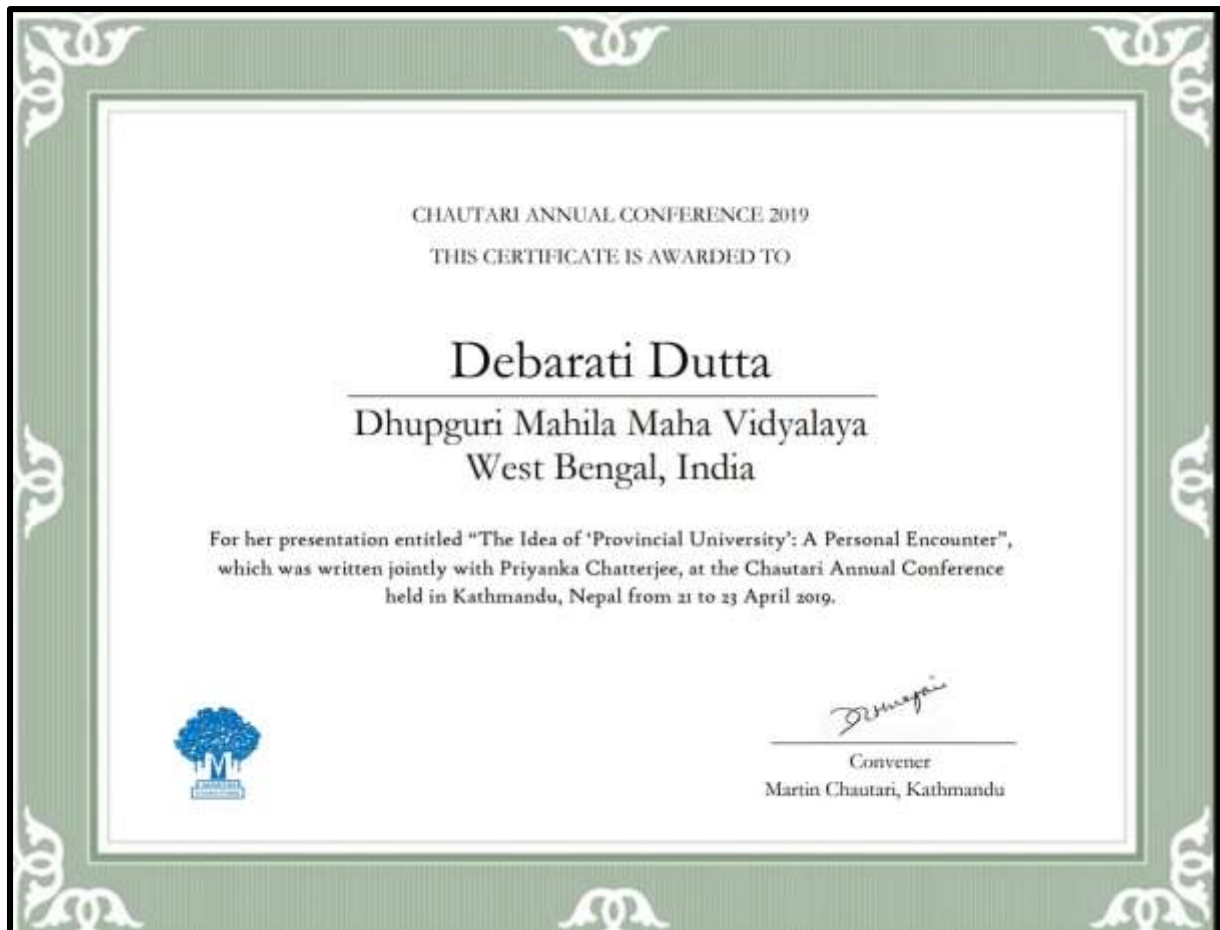 CHAUTARI ANNUAL CONFERENCE 2019
THIS CERTIFICATE IS AWARDED TO
Debarati Dutta
Dhupguri Mahila Maha Vidyalaya
West Bengal, India
For her presentation entitled “The Idea of ‘Provincial University’: A Personal Encounter”,
which was written jointly with Priyanka Chatterjee, at the Chautari Annual Conference
held in Kathmandu, Nepal from 21 to 23 April 2019.
M
Convener
Martin Chautari, Kathmandu